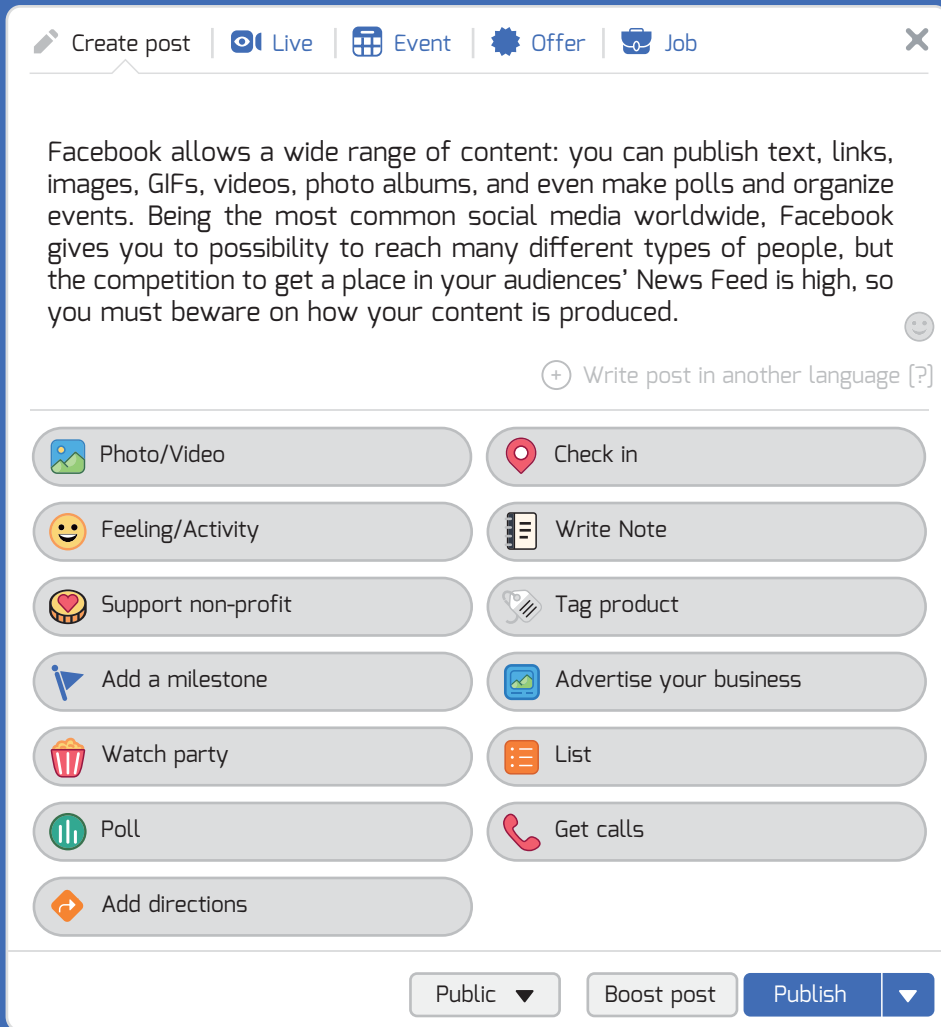 Create post Live Event Offer Job
Facebook allows a wide range of content: you can publish text, links,
images, GIFs, videos, photo albums, and even make polls and organize
events. Being the most common social media worldwide, Facebook
gives you to possibility to reach many different types of people, but
the competition to get a place in your audiences’ News Feed is high, so
you must beware on how your content is produced.
Write post in another language [?]
Photo/Video Check in
Feeling/Activity Write Note
Support non-profit Tag product
Add a milestone Advertise your business
Watch party List
Poll Get calls
Add directions
Public Boost post Publish